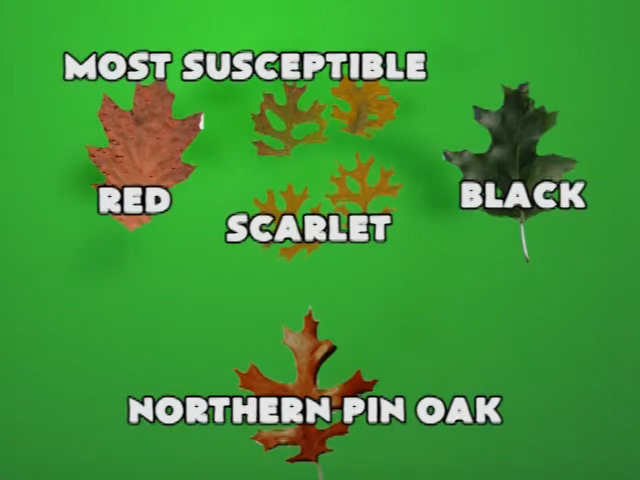 MOST SUSCEPTIBLE
RED
SCARLET
BLACK
NORTHERN PIN OAK